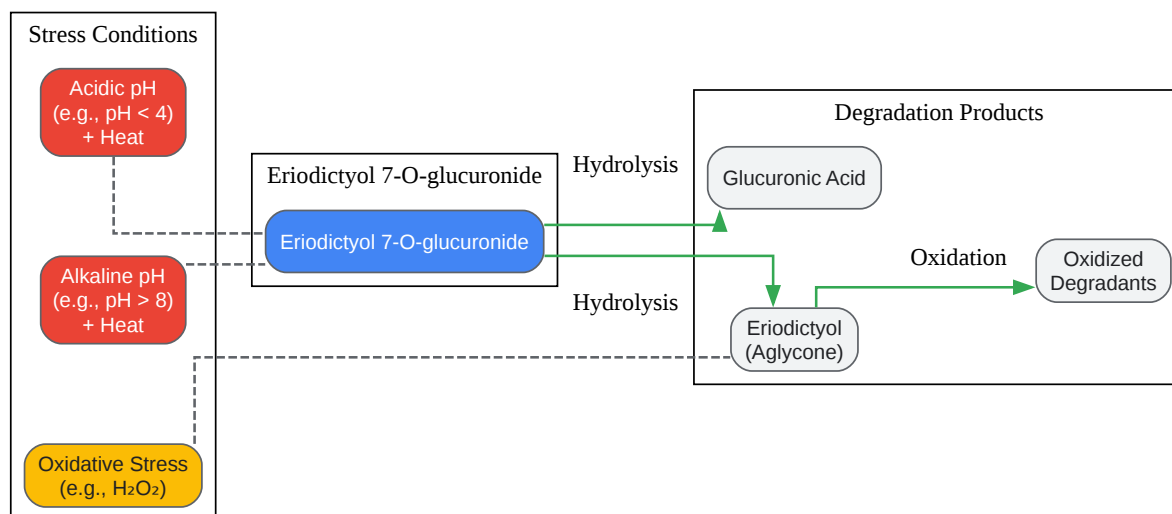 Stress Conditions
Acidic pH
(e.g., pH < 4)
+ Heat
Alkaline pH
(e.g., pH > 8)
+ Heat
Oxidative Stress
(e.g., H₂O₂)
Eriodictyol 7-O-glucuronide
Eriodictyol 7-O-glucuronide
Hydrolysis
Hydrolysis
Degradation Products
Glucuronic Acid
Eriodictyol
(Aglycone)
Oxidation
Oxidized
Degradants